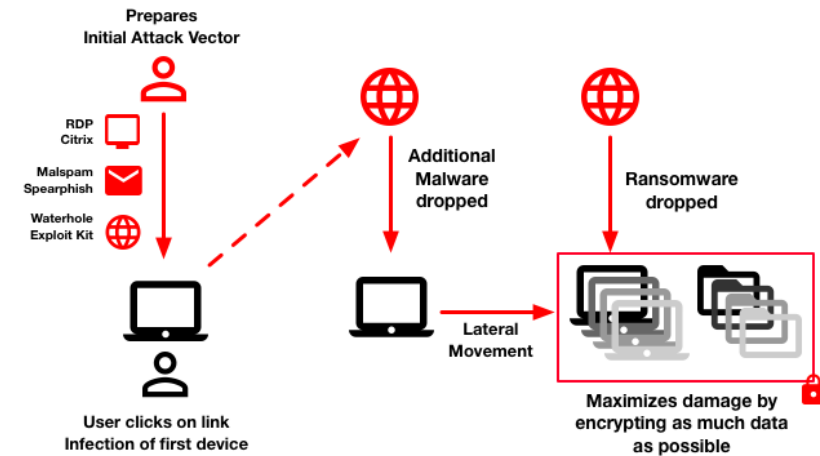 Prepares
Initial Attack Vector
RDP
Citrix
Malspam
Spearphish
Waterhole
Exploit Kit
User clicks on link
Infection of first device
Additional
Malware
dropped
Lateral
Movement
Ransomware
dropped
Maximizes damage by
encrypting as much data
as possible